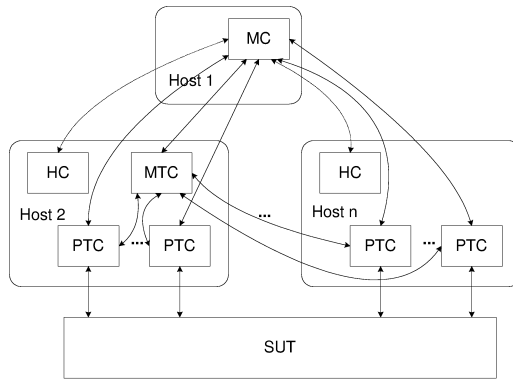 MC
Host 1
HC
MTC
HC
Host 2
...
Host n
PTC
...
PTC
PTC
...
PTC
SUT